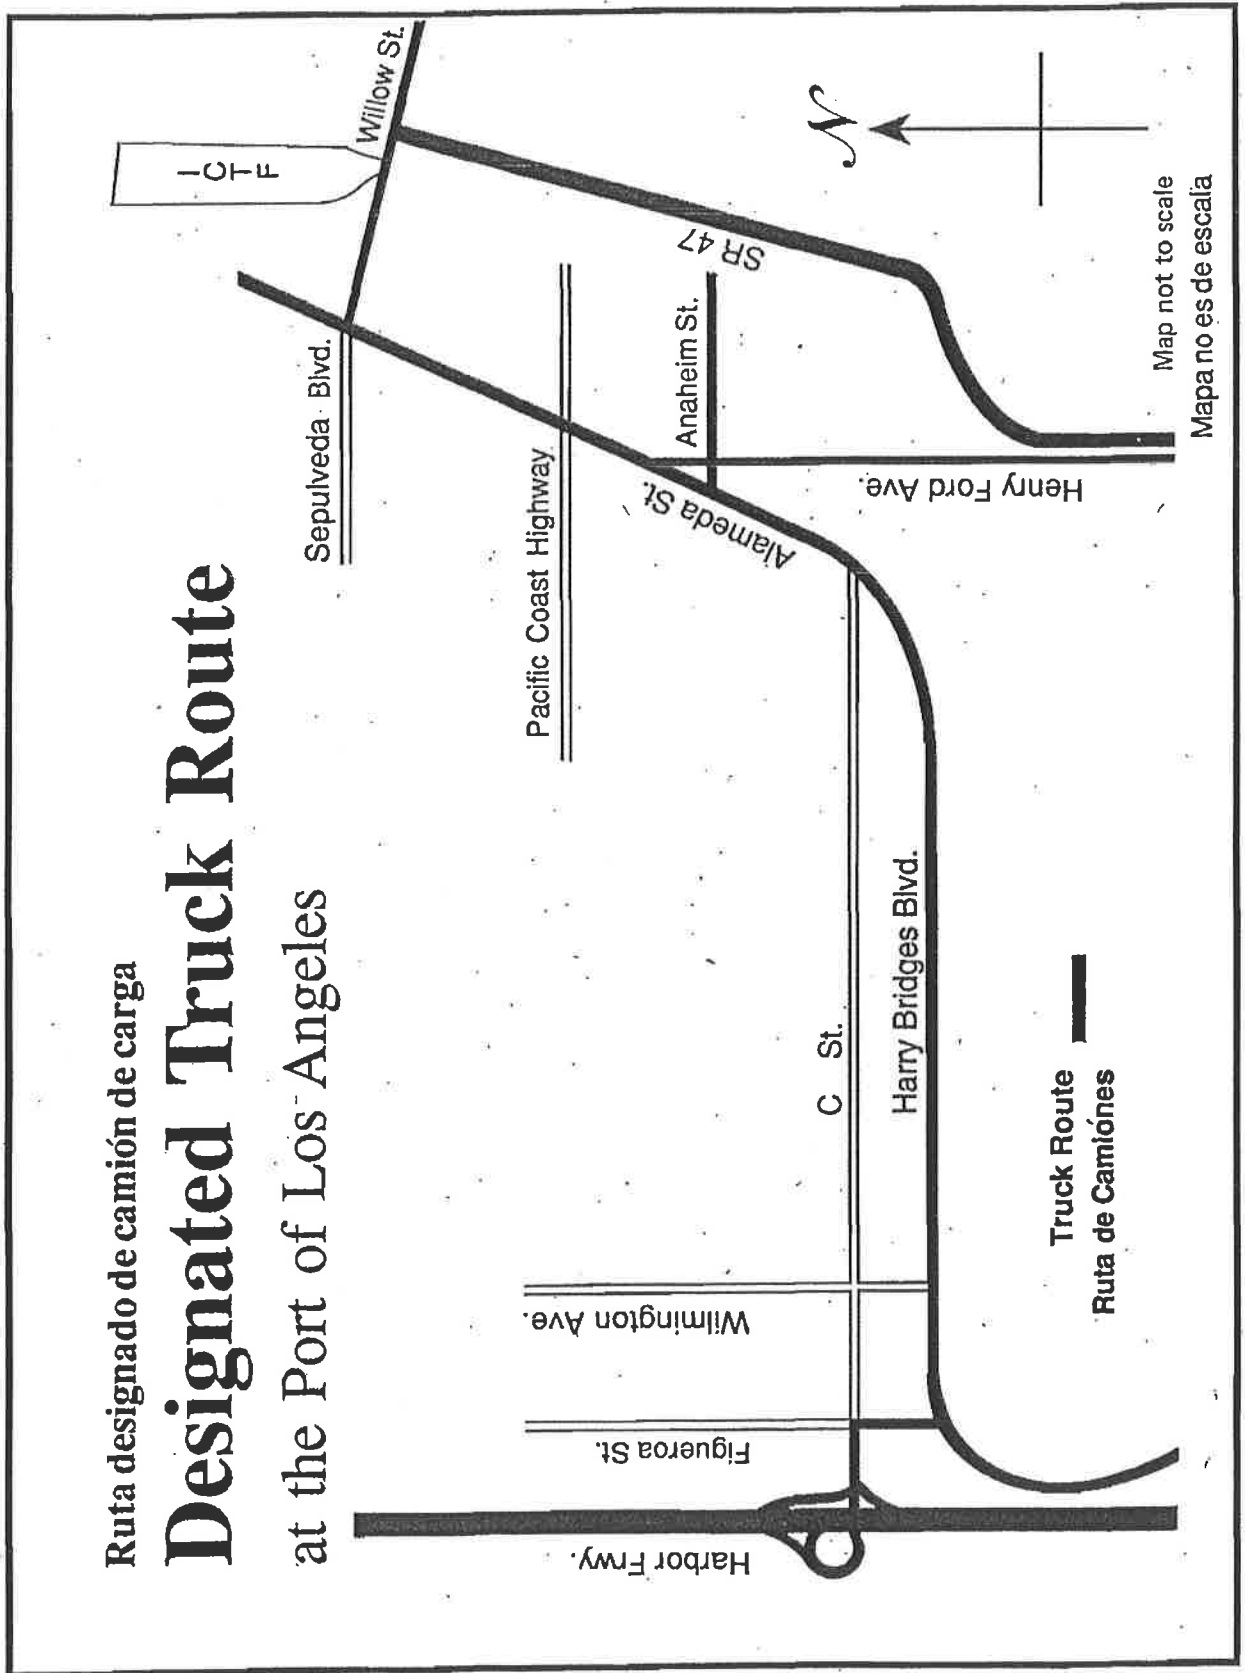 Ruta designado de camión de carga
Designated Truck Route
at the Port of Los Angeles
Harbor Frwy.
Figueroa St.
Wilmington Ave.
C St.
Harry Bridges Blvd.
Truck Route
Ruta de Camiónes
Sepulveda Blvd.
Pacific Coast Highway
Alameda St.
Anaheim St.
Henry Ford Ave.
SR 47
Willow St.
I
C
T
F
N
Map not to scale
Mapa no es de escala